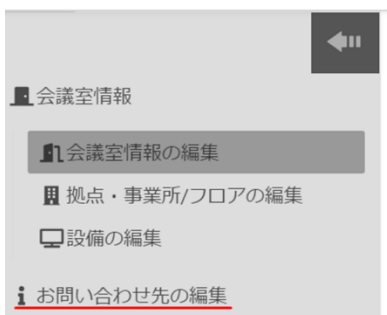 会議室情報
会議室情報の編集
拠点・事業所/フロアの編集
設備の編集
お問い合わせ先の編集